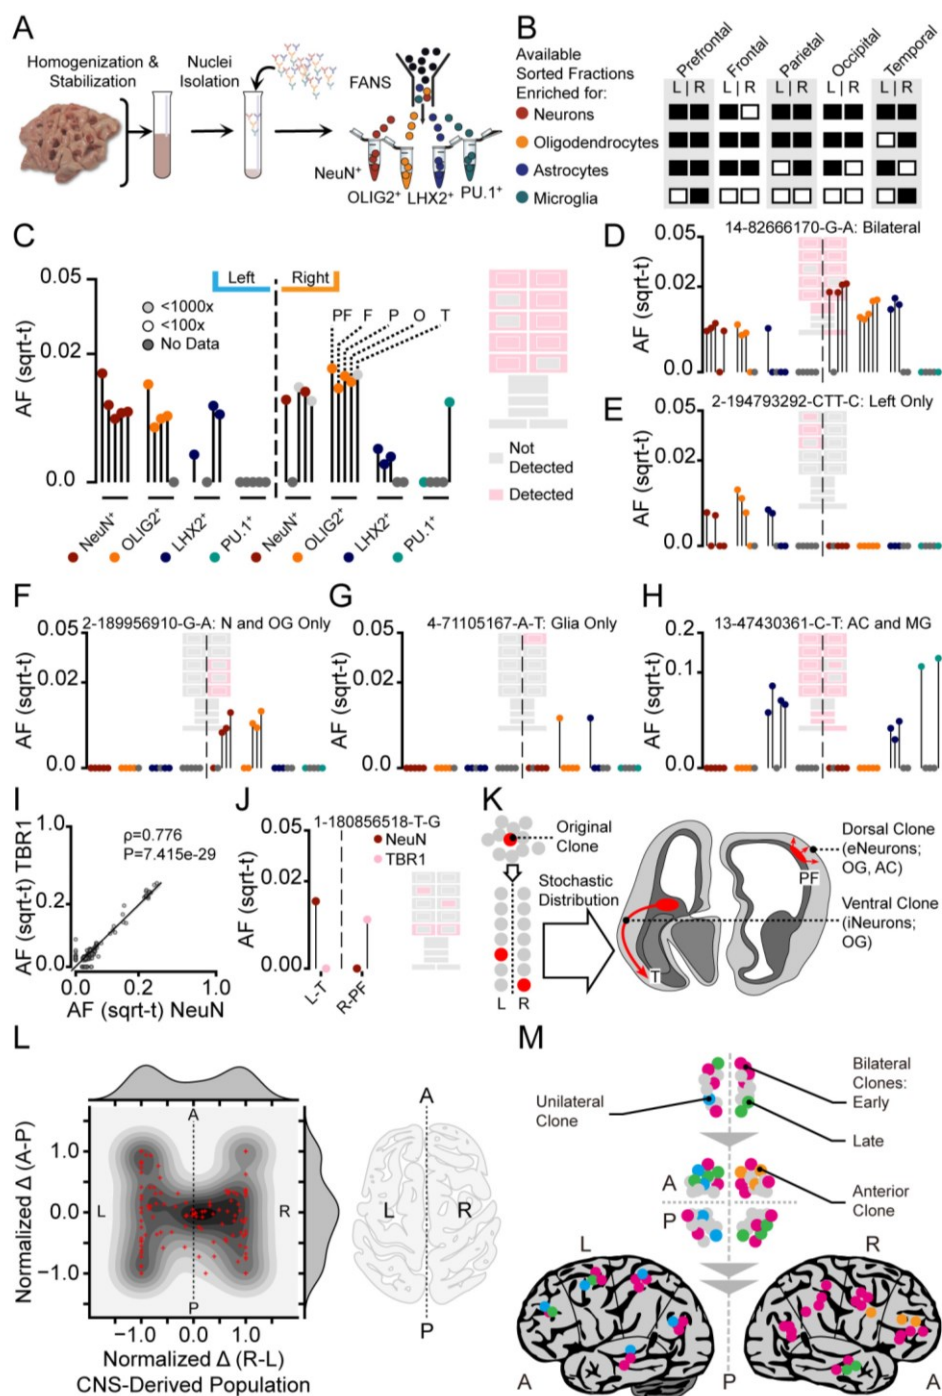 A
Homogenization &
Stabilization
Nuclei
Isolation
FANS
NeuN+
OLIG2+
LHX2+
PU.1+
B
Available
Sorted Fractions
Enriched for:
Neurons
Oligodendrocytes
Astrocytes
Microglia
Prefrontal
Frontal
Parietal
Occipital
Temporal
L | R
L | R
L | R
L | R
L | R
C
AF (sqrt-t)
0.05
0.02
0.0
Left
Right
<1000x
<100x
No Data
PF F P O T
Not
Detected
Detected
NeuN+
OLIG2+
LHX2+
PU.1+
NeuN+
OLIG2+
LHX2+
PU.1+
D
14-82666170-G-A: Bilateral
AF (sqrt-t)
0.05
0.02
0.0
E
2-194793292-CTT-C: Left Only
AF (sqrt-t)
0.05
0.02
0.0
F
2-189956910-G-A: N and OG Only
AF (sqrt-t)
0.05
0.02
0.0
G
4-71105167-A-T: Glia Only
AF (sqrt-t)
0.05
0.02
0.0
H
13-47430361-C-T: AC and MG
AF (sqrt-t)
0.2
0.1
0.0
I
AF (sqrt-t) TBR1
1.0
0.2
0.0
ρ=0.776
P=7.415e-29
0.0
0.2
1.0
AF (sqrt-t) NeuN
J
1-180856518-T-G
AF (sqrt-t)
0.05
0.02
0.00
NeuN
TBR1
L-T
R-PF
K
Original
Clone
Stochastic
Distribution
L
R
T
PF
Dorsal Clone
(eNeurons;
OG, AC)
Ventral Clone
(iNeurons;
OG)
L
Normalized Δ (A-P)
1.0
0.0
−1.0
A
L
R
P
−1.0
0.0
1.0
Normalized Δ (R-L)
CNS-Derived Population
A
L
R
P
M
Unilateral
Clone
Bilateral
Clones:
Early
Late
A
P
Anterior
Clone
L
R
A
P
A